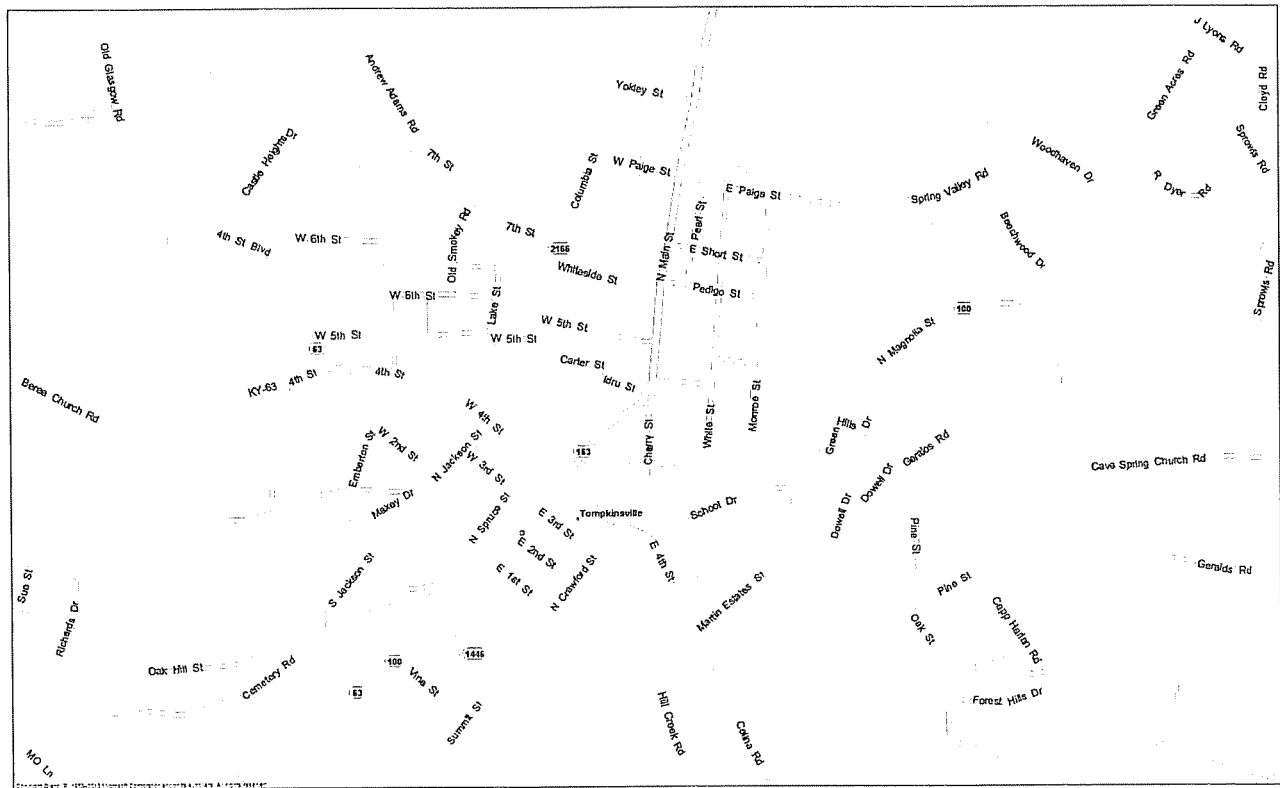 J Lyons Rd
Old Glasgow Rd
Andrew Adams Rd
Green Acres Rd
Cloyd Rd
Yokley St
Sprowls Rd
Castle Heights Dr
7th St
Columbia St
W Paige St
Woodhaven Dr
E Paige St
Spring Valley Rd
R Dyer Rd
4th St Blvd
W 6th St
Old Smokey Rd
7th St
2166
Pearl St
N Main St
E Short St
Beechwood Dr
Whiteside St
Sprowls Rd
W 6th St
Lake St
Pedigo St
100
W 5th St
63
W 5th St
W 5th St
N Magnolia St
Carter St
Idru St
KY-63
4th St
4th St
Berea Church Rd
W 4th St
Cherry St
White St
Monroe St
Green Hills Dr
Emberton St
W 2nd St
N Jackson St
W 3rd St
163
Dowell Dr
Geralds Rd
Cave Spring Church Rd
Maxey Dr
N Spruce St
E 3rd St
Tompkinsville
School Dr
Dowell Dr
Pine St
E 2nd St
E 4th St
Geralds Rd
Sue St
S Jackson St
E 1st St
N Crawford St
Martin Estates St
Pine St
Richards Dr
Oak St
Capp Harlan Rd
Oak Hill St
Cemetery Rd
100
1446
63
Vine St
Forest Hills Dr
Summit St
Hill Creek Rd
Celina Rd
MO Ln